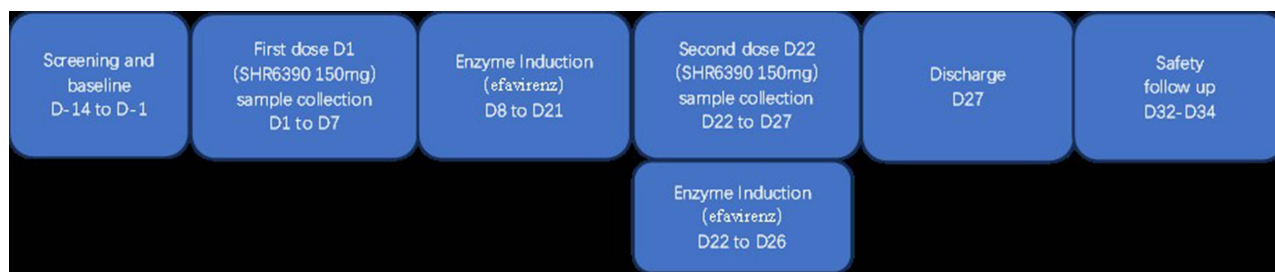 Screening and
baseline
D-14 to D-1
First dose D1
(SHR6390 150mg)
sample collection
D1 to D7
Enzyme Induction
(efavirenz)
D8 to D21
Second dose D22
(SHR6390 150mg)
sample collection
D22 to D27
Discharge
D27
Safety
follow up
D32-D34
Enzyme Induction
(efavirenz)
D22 to D26